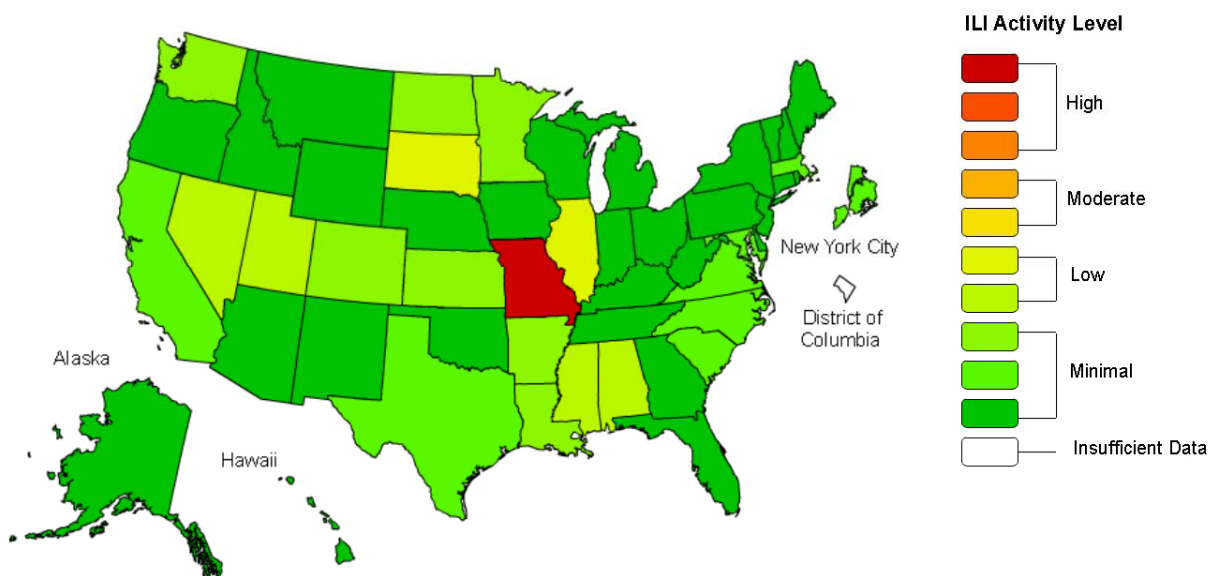 ILI Activity Level
High
Moderate
Low
Minimal
Insufficient Data
New York City
District of
Columbia
Alaska
Hawaii